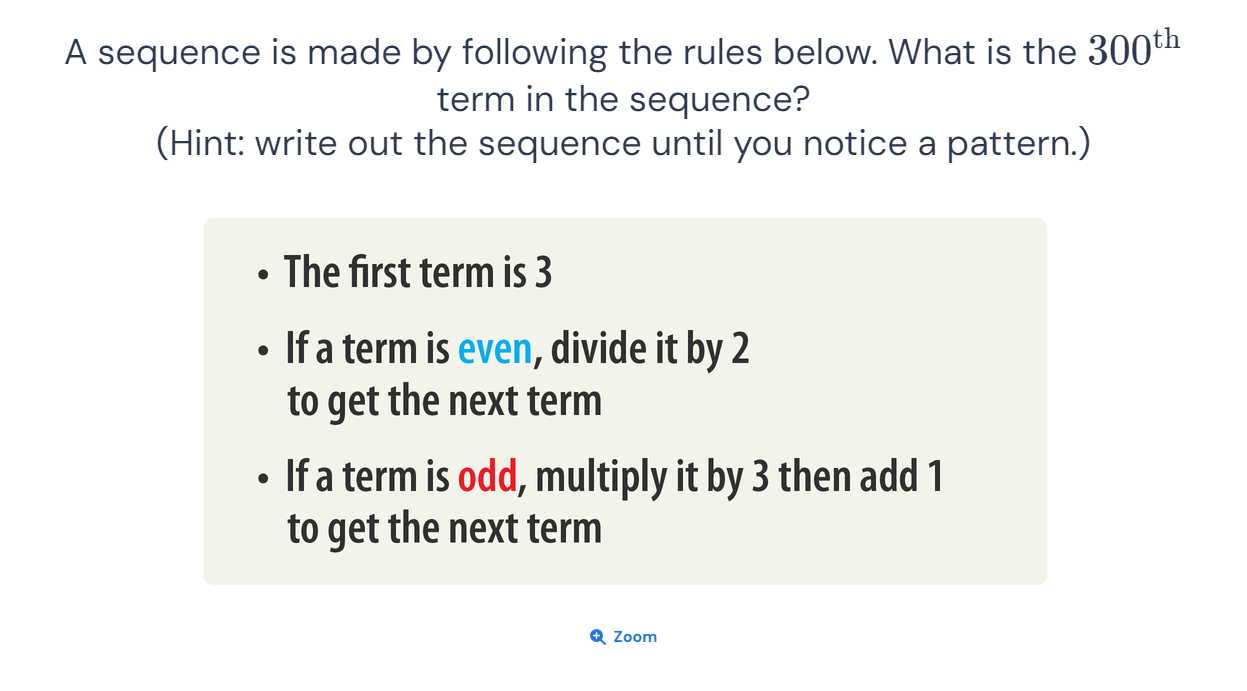 A sequence is made by following the rules below. What is the 300th
term in the sequence?
(Hint: write out the sequence until you notice a pattern.)
• The first term is 3
• If a term is even, divide it by 2
to get the next term
• If a term is odd, multiply it by 3 then add 1
to get the next term
Zoom